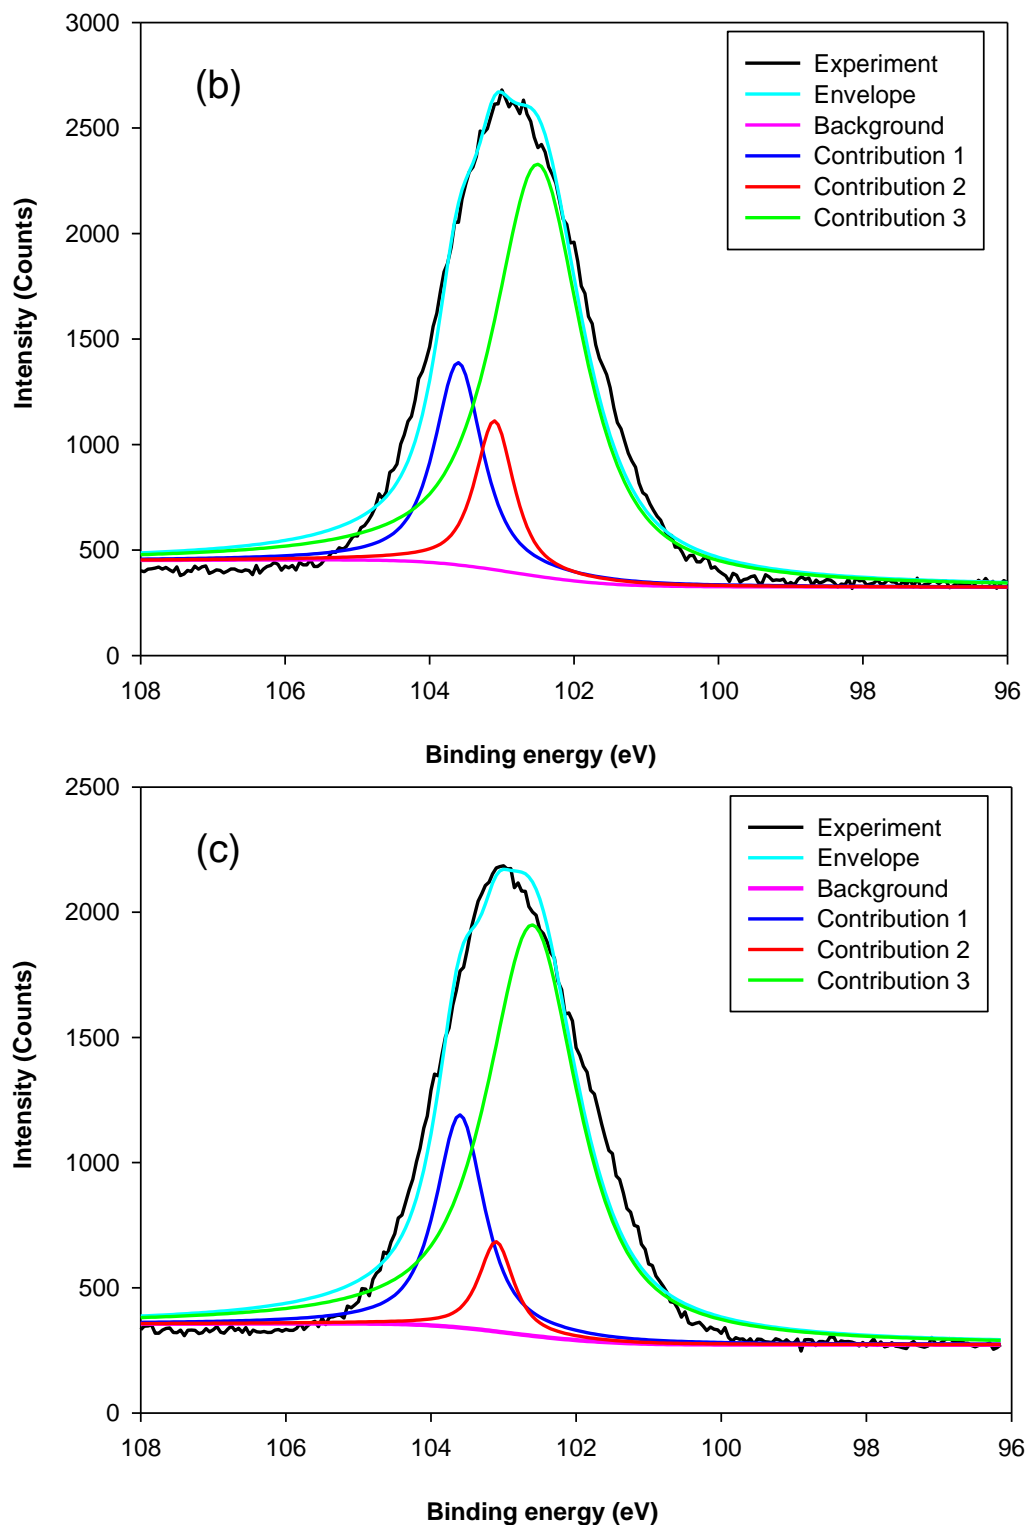 3000
2500
2000
1500
1000
500
0
Intensity (Counts)
(b)
Experiment
Envelope
Background
Contribution 1
Contribution 2
Contribution 3
108 106 104 102 100 98 96
Binding energy (eV)
2500
2000
1500
1000
500
0
Intensity (Counts)
(c)
Experiment
Envelope
Background
Contribution 1
Contribution 2
Contribution 3
108 106 104 102 100 98 96
Binding energy (eV)